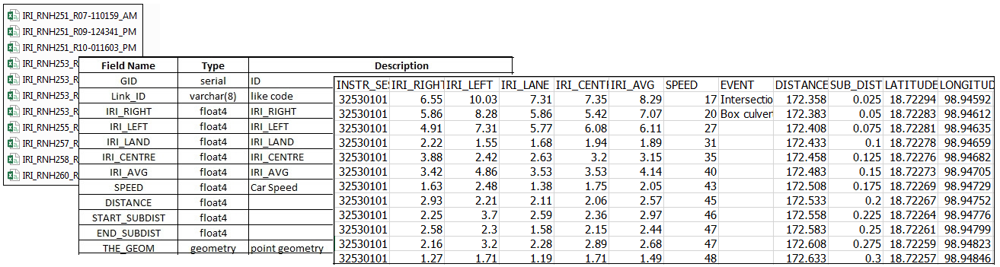 IRI_RNH251_R07-110159_AM
IRI_RNH251_R09-124341_PM
IRI_RNH251_R10-011603_PM
IRI_RNH253_R
IRI_RNH253_R
IRI_RNH253_R
IRI_RNH253_R
IRI_RNH255_R
IRI_RNH257_R
IRI_RNH258_R
IRI_RNH260_R
Field Name Type Description
GID serial ID
Link_ID varchar(8) like code
IRI_RIGHT float4 IRI_RIGHT
IRI_LEFT float4 IRI_LEFT
IRI_LAND float4 IRI_LAND
IRI_CENTRE float4 IRI_CENTRE
IRI_AVG float4 IRI_AVG
SPEED float4 Car Speed
DISTANCE float4
START_SUBDIST float4
END_SUBDIST float4
THE_GEOM geometry point geometry
INSTR_SES IRI_RIGHT IRI_LEFT IRI_LANE IRI_CENTI IRI_AVG SPEED EVENT DISTANCE SUB_DIST LATITUDE LONGITUD
32530101 6.55 10.03 7.31 7.35 8.29 17 Intersectio 172.358 0.025 18.72294 98.94592
32530101 5.86 8.28 5.86 5.42 7.07 20 Box culvert 172.383 0.05 18.72283 98.94612
32530101 4.91 7.31 5.77 6.08 6.11 27 172.408 0.075 18.72281 98.94635
32530101 2.22 1.55 1.68 1.94 1.89 31 172.433 0.1 18.72278 98.94659
32530101 3.88 2.42 2.63 3.2 3.15 35 172.458 0.125 18.72276 98.94682
32530101 3.42 4.86 3.53 3.53 4.14 40 172.483 0.15 18.72273 98.94705
32530101 1.63 2.48 1.38 1.75 2.05 43 172.508 0.175 18.72269 98.94729
32530101 2.93 2.21 2.11 2.06 2.57 45 172.533 0.2 18.72267 98.94752
32530101 2.25 3.7 2.59 2.36 2.97 46 172.558 0.225 18.72264 98.94776
32530101 2.58 2.3 1.58 2.15 2.44 47 172.583 0.25 18.72261 98.94799
32530101 2.16 3.2 2.28 2.89 2.68 47 172.608 0.275 18.72259 98.94823
32530101 1.27 1.71 1.19 1.71 1.49 48 172.633 0.3 18.72257 98.94846